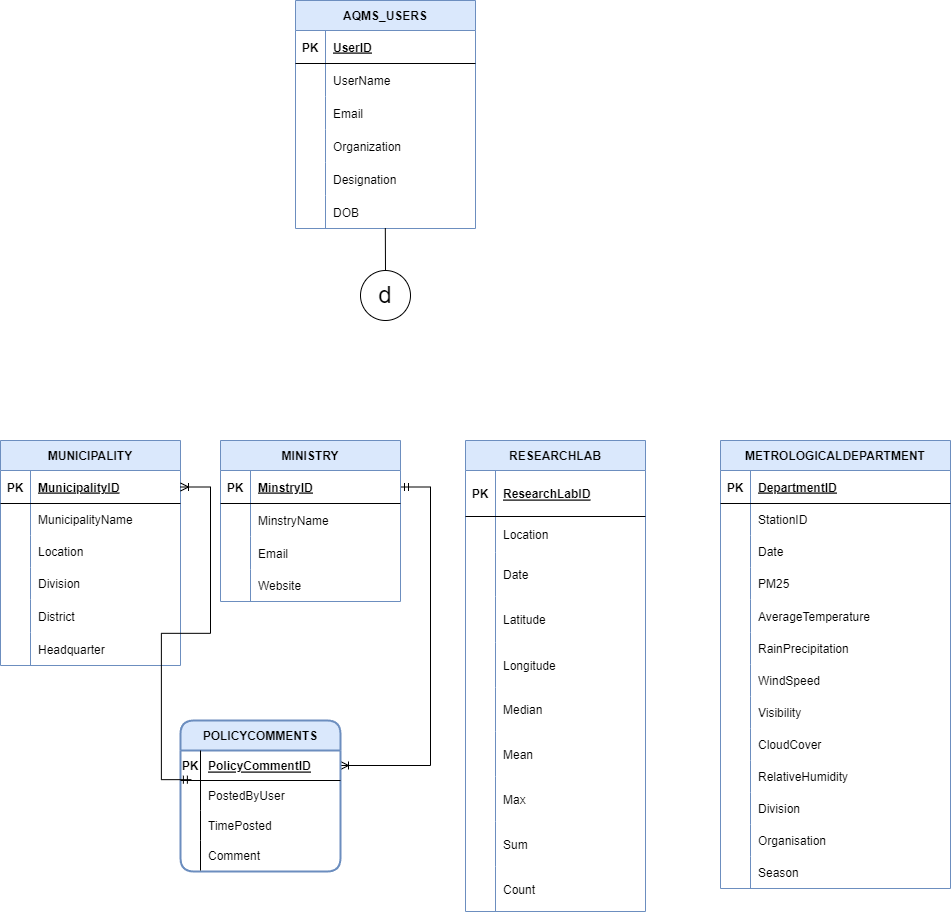 AQMS_USERS
PK UserID
UserName
Email
Organization
Designation
DOB
d
MUNICIPALITY
PK MunicipalityID
MunicipalityName
Location
Division
District
Headquarter
MINISTRY
PK MinstryID
MinstryName
Email
Website
POLICYCOMMENTS
PK PolicyCommentID
PostedByUser
TimePosted
Comment
RESEARCHLAB
PK ResearchLabID
Location
Date
Latitude
Longitude
Median
Mean
Max
Sum
Count
METROLOGICALDEPARTMENT
PK DepartmentID
StationID
Date
PM25
AverageTemperature
RainPrecipitation
WindSpeed
Visibility
CloudCover
RelativeHumidity
Division
Organisation
Season